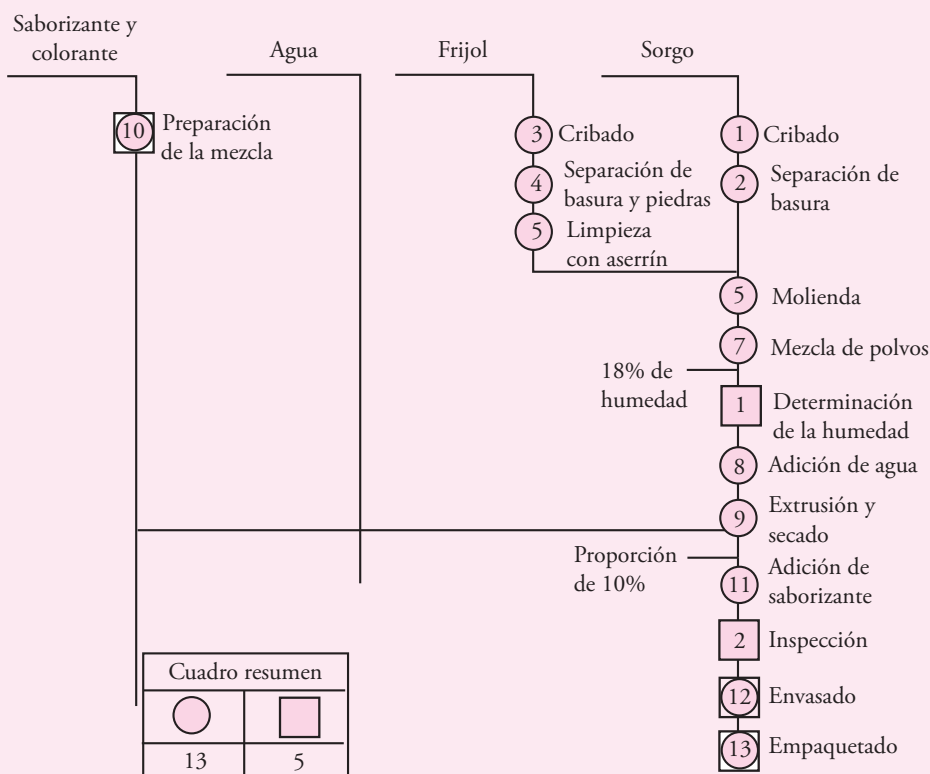 Saborizante y
colorante
Agua
Frijol
Sorgo
10
Preparación
de la mezcla
3
Cribado
1
Cribado
4
Separación de
basura y piedras
2
Separación de
basura
5
Limpieza
con aserrín
5
Molienda
7
Mezcla de polvos
18% de
humedad
1
Determinación
de la humedad
8
Adición de agua
9
Extrusión y
secado
Proporción
de 10%
11
Adición de
saborizante
2
Inspección
12
Envasado
13
Empaquetado
Cuadro resumen
13
5